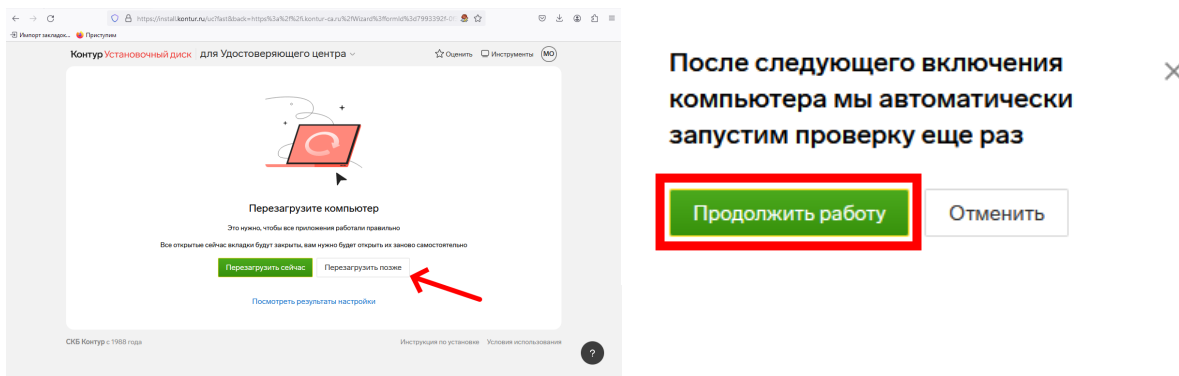 https://install.kontur.ru/uc?fastBack=https%3a%2f%2fi.kontur-ca.ru%2fWizard%3fformId%3d7993392f-0
Импорт закладок...
Приступим
Контур Установочный диск
для Удостоверяющего центра
Оценить
Инструменты
МО
Перезагрузите компьютер
Это нужно, чтобы все приложения работали правильно
Все открытые сейчас вкладки будут закрыты, вам нужно будет открыть их заново самостоятельно
Перезагрузить сейчас
Перезагрузить позже
Посмотреть результаты настройки
СКБ Контур с 1988 года
Инструкция по установке
Условия использования
?
После следующего включения
компьютера мы автоматически
запустим проверку еще раз
Продолжить работу
Отменить